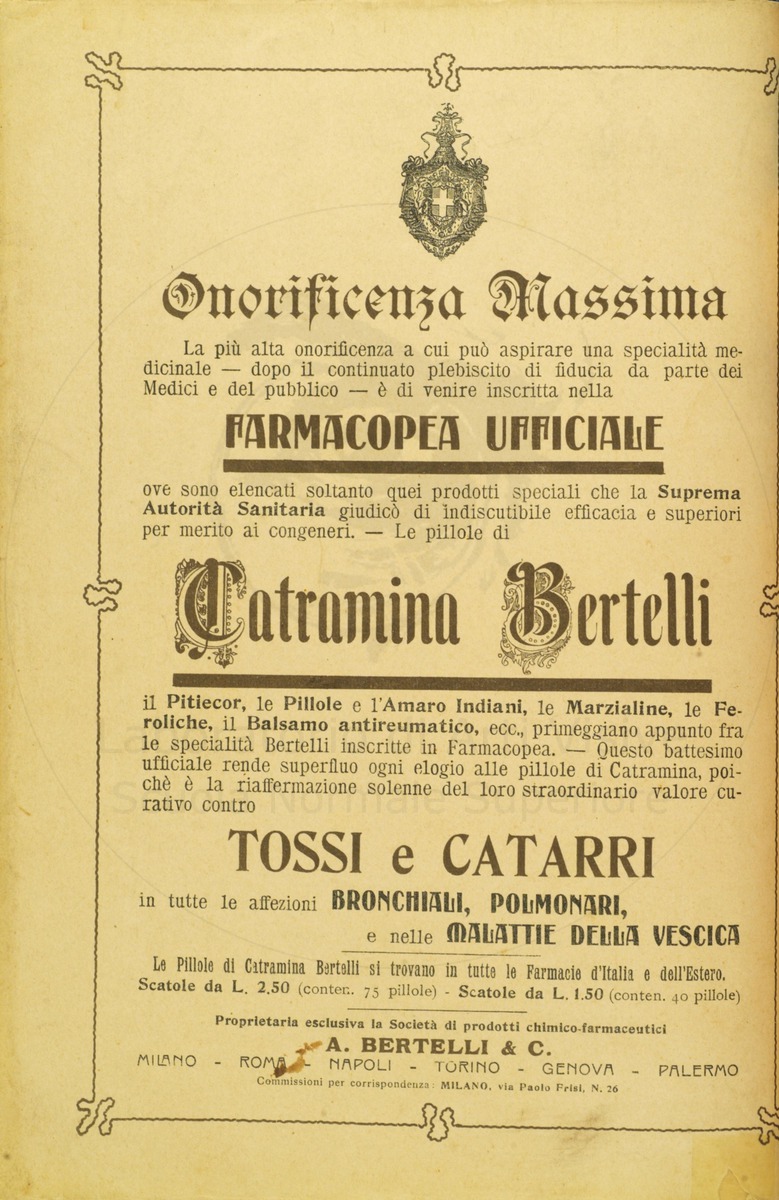 Onorificenza Massima
La più alta onorificenza a cui può aspirare una specialità me-
dicinale — dopo il continuato plebiscito di fiducia da parte dei
Medici e del pubblico — è di venire inscritta nella
FARMACOPEA UFFICIALE
ove sono elencati soltanto quei prodotti speciali che la Suprema
Autorità Sanitaria giudicò di indiscutibile efficacia e superiori
per merito ai congeneri. — Le pillole di
Catramina Bertelli
il Pitiecor, le Pillole e l'Amaro Indiani, le Marzialine, le Fe-
roliche, il Balsamo antireumatico, ecc., primeggiano appunto fra
le specialità Bertelli inscritte in Farmacopea. — Questo battesimo
ufficiale rende superfluo ogni elogio alle pillole di Catramina, poi-
chè è la riaffermazione solenne del loro straordinario valore cu-
rativo contro
TOSSI e CATARRI
in tutte le affezioni BRONCHIALI, POLMONARI,
e nelle MALATTIE DELLA VESCICA
Le Pillole di Catramina Bertelli si trovano in tutte le Farmacie d'Italia e dell'Estero.
Scatole da L. 2.50 (conten. 75 pillole) - Scatole da L. 1.50 (conten. 40 pillole)
Proprietaria esclusiva la Società di prodotti chimico-farmaceutici
A. BERTELLI & C.
MILANO - ROMA - NAPOLI - TORINO - GENOVA - PALERMO
Commissioni per corrispondenza: MILANO, via Paolo Frisi, N. 26